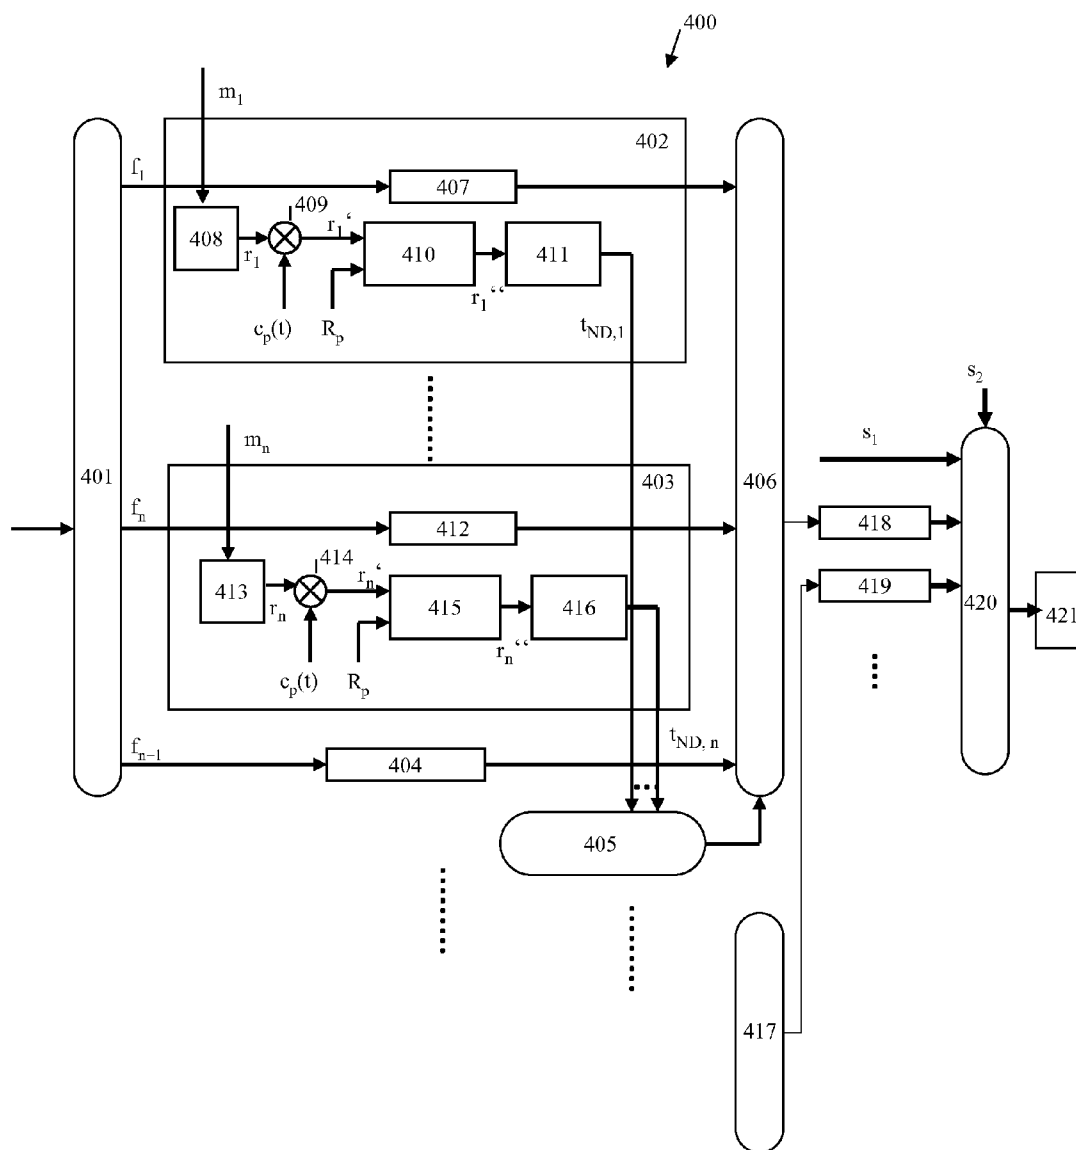 400
m1
402
f1
407
409
r1‘
408
r1
410
411
r1“
cp(t)
Rp
tND,1
s2
mn
s1
401
403
406
fn
412
418
414
rn‘
413
rn
415
416
419
420
421
rn“
cp(t)
Rp
fn−1
tND, n
404
405
417